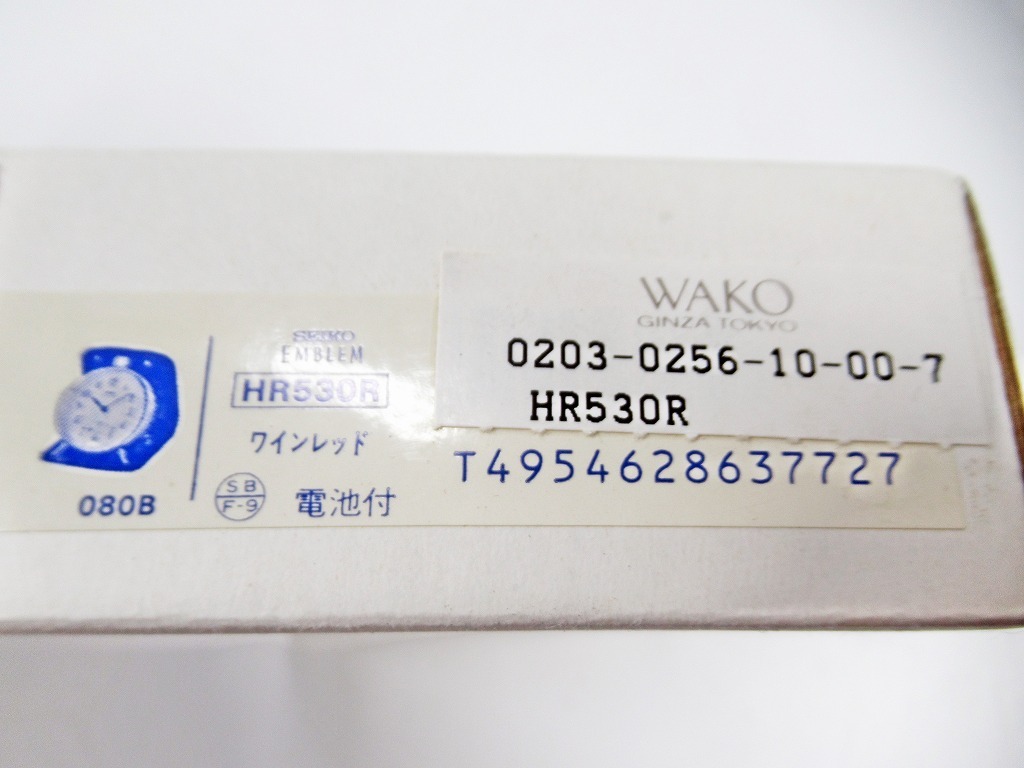 SEIKO
EMBLEM
HR530R
ワインレッド
080B
SB
F-9
電池付
WAKO
GINZA TOKYO
0203-0256-10-00-7
HR530R
T4954628637727